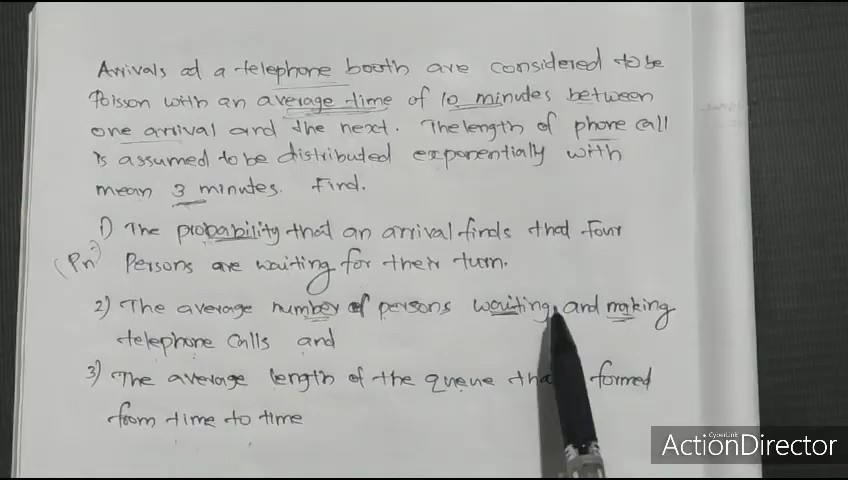 Arrivals at a telephone booth are considered to be
Poisson with an average time of 10 minutes between
one arrival and the next. The length of phone call
is assumed to be distributed exponentially with
mean 3 minutes. Find.
1) The probability that an arrival finds that four
(Pn) Persons are waiting for their turn.
2) The average number of persons waiting and making
telephone calls and
3) The average length of the queue tha formed
from time to time
CyberLink
ActionDirector